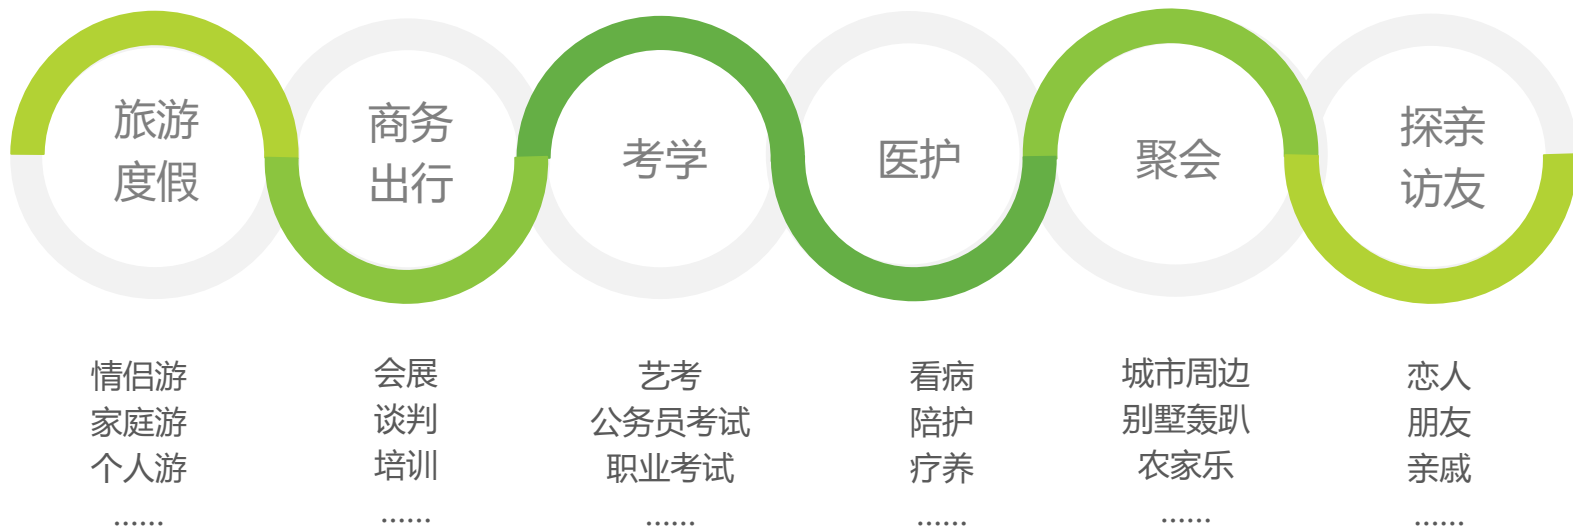 旅游
度假
商务
出行
考学
医护
聚会
探亲
访友
情侣游
家庭游
个人游
......
会展
谈判
培训
......
艺考
公务员考试
职业考试
......
看病
陪护
疗养
......
城市周边
别墅轰趴
农家乐
......
恋人
朋友
亲戚
......